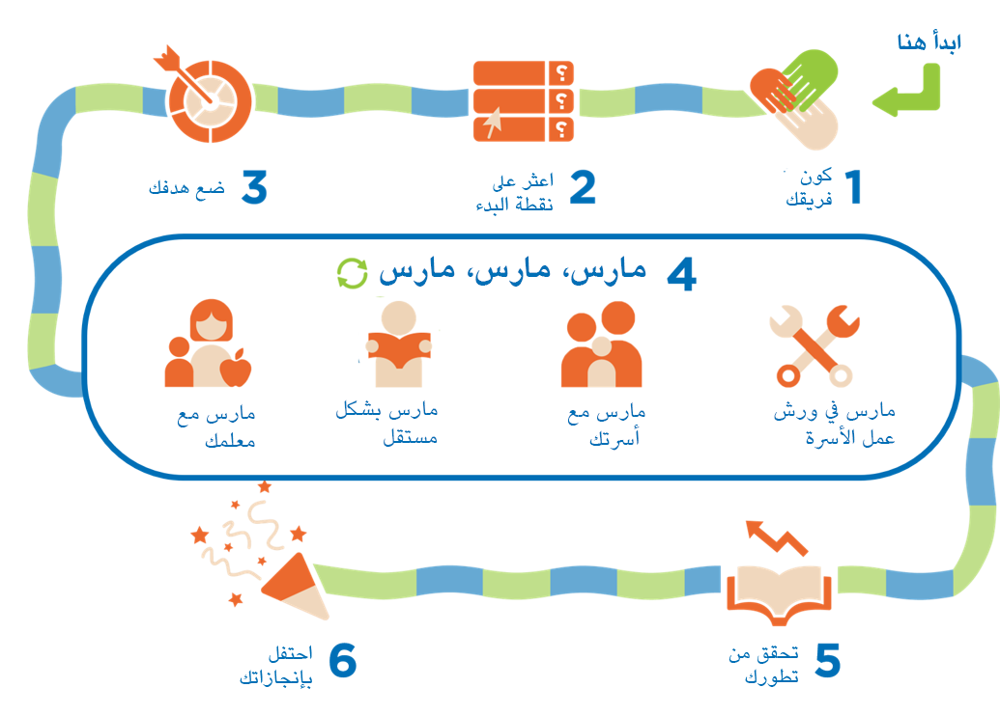 ابدأ هنا
1 كون
فريقك
2 اعثر على
نقطة البدء
؟
؟
؟
3 ضع هدفك
4 مارس، مارس، مارس
مارس في ورش
عمل الأسرة
مارس مع
أسرتك
مارس بشكل
مستقل
مارس مع
معلمك
5 تحقق من
تطورك
6 احتفل
بإنجازاتك